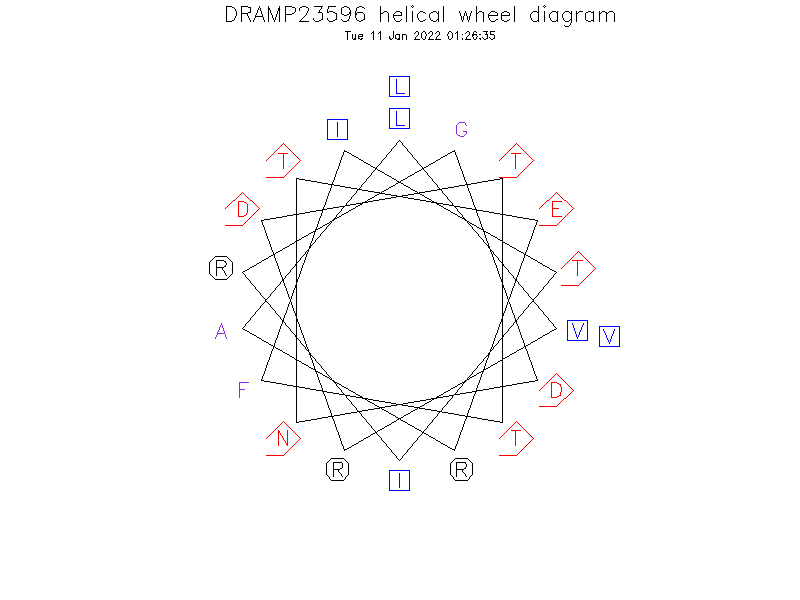 DRAMP23596 helical wheel diagram
Tue 11 Jan 2022 01:26:35
L
L
I G
T T
D E
R T
A V V
F D
N T
R R
I